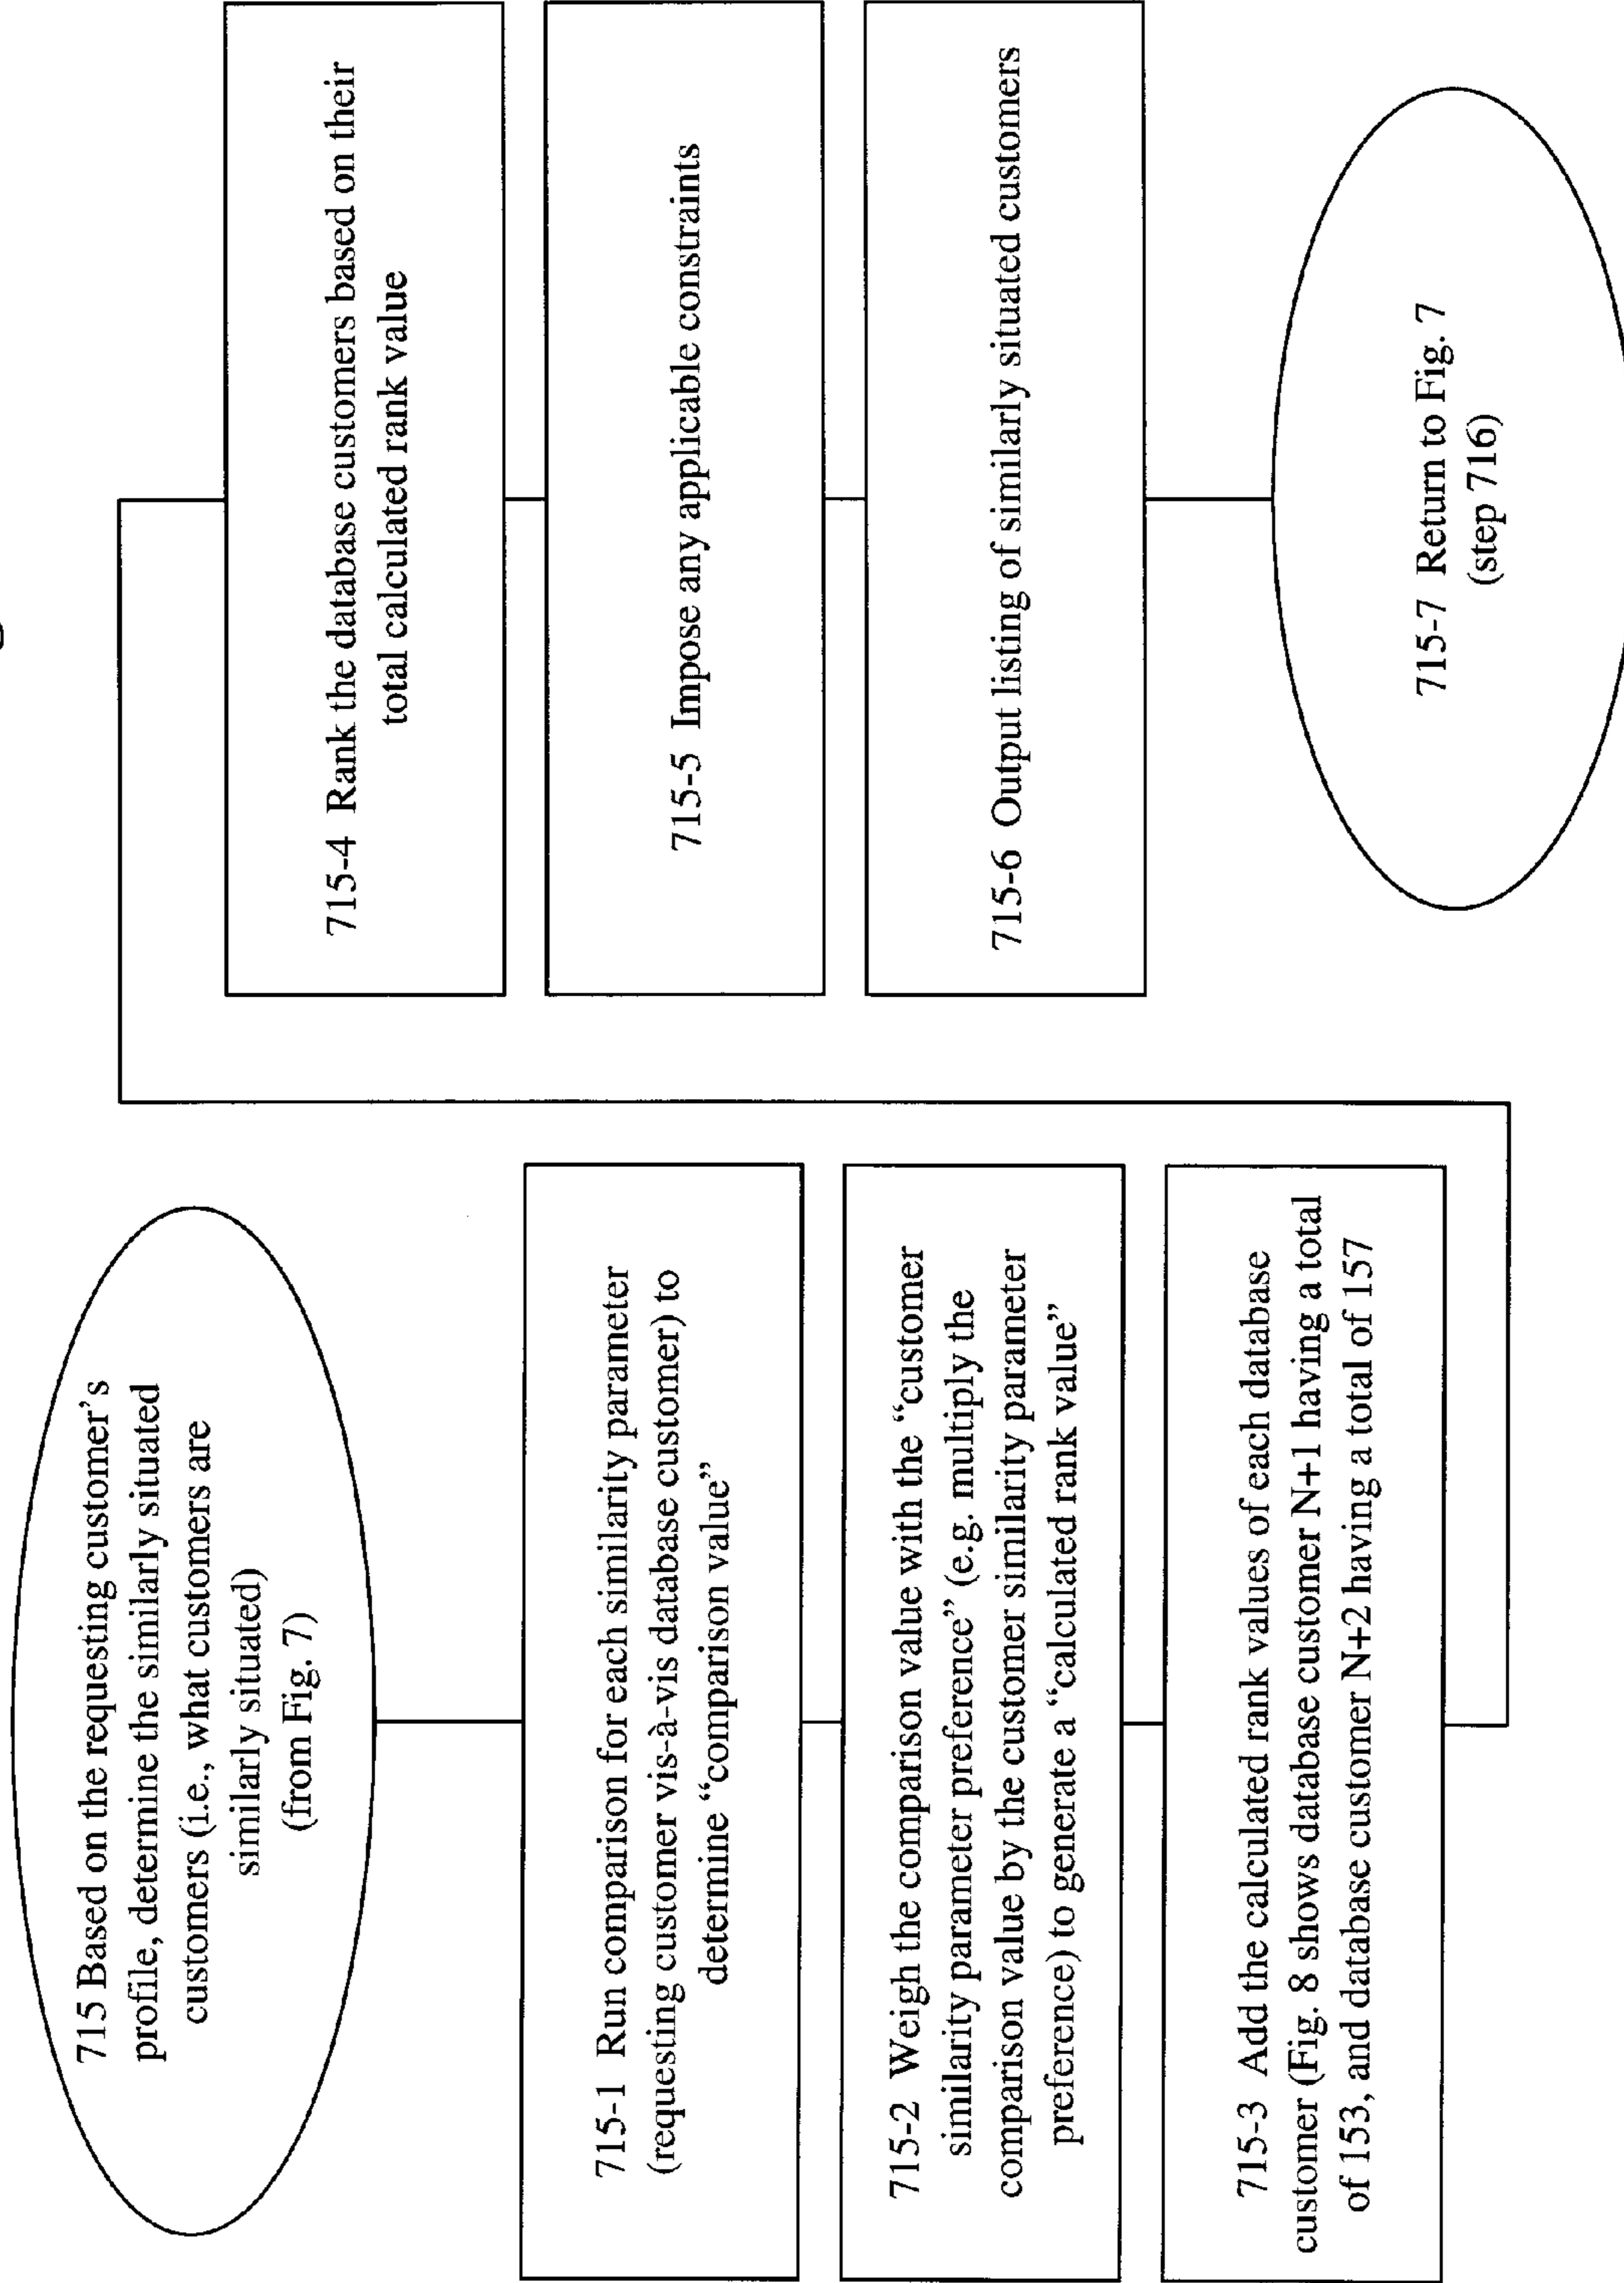 715 Based on the requesting customer's
profile, determine the similarly situated
customers (i.e., what customers are
similarly situated)
(from Fig. 7)
715-1 Run comparison for each similarity parameter
(requesting customer vis-à-vis database customer) to
determine “comparison value”
715-2 Weigh the comparison value with the “customer
similarity parameter preference” (e.g. multiply the
comparison value by the customer similarity parameter
preference) to generate a “calculated rank value”
715-3 Add the calculated rank values of each database
customer (Fig. 8 shows database customer N+1 having a total
of 153, and database customer N+2 having a total of 157
715-4 Rank the database customers based on their
total calculated rank value
715-5 Impose any applicable constraints
715-6 Output listing of similarly situated customers
715-7 Return to Fig. 7
(step 716)